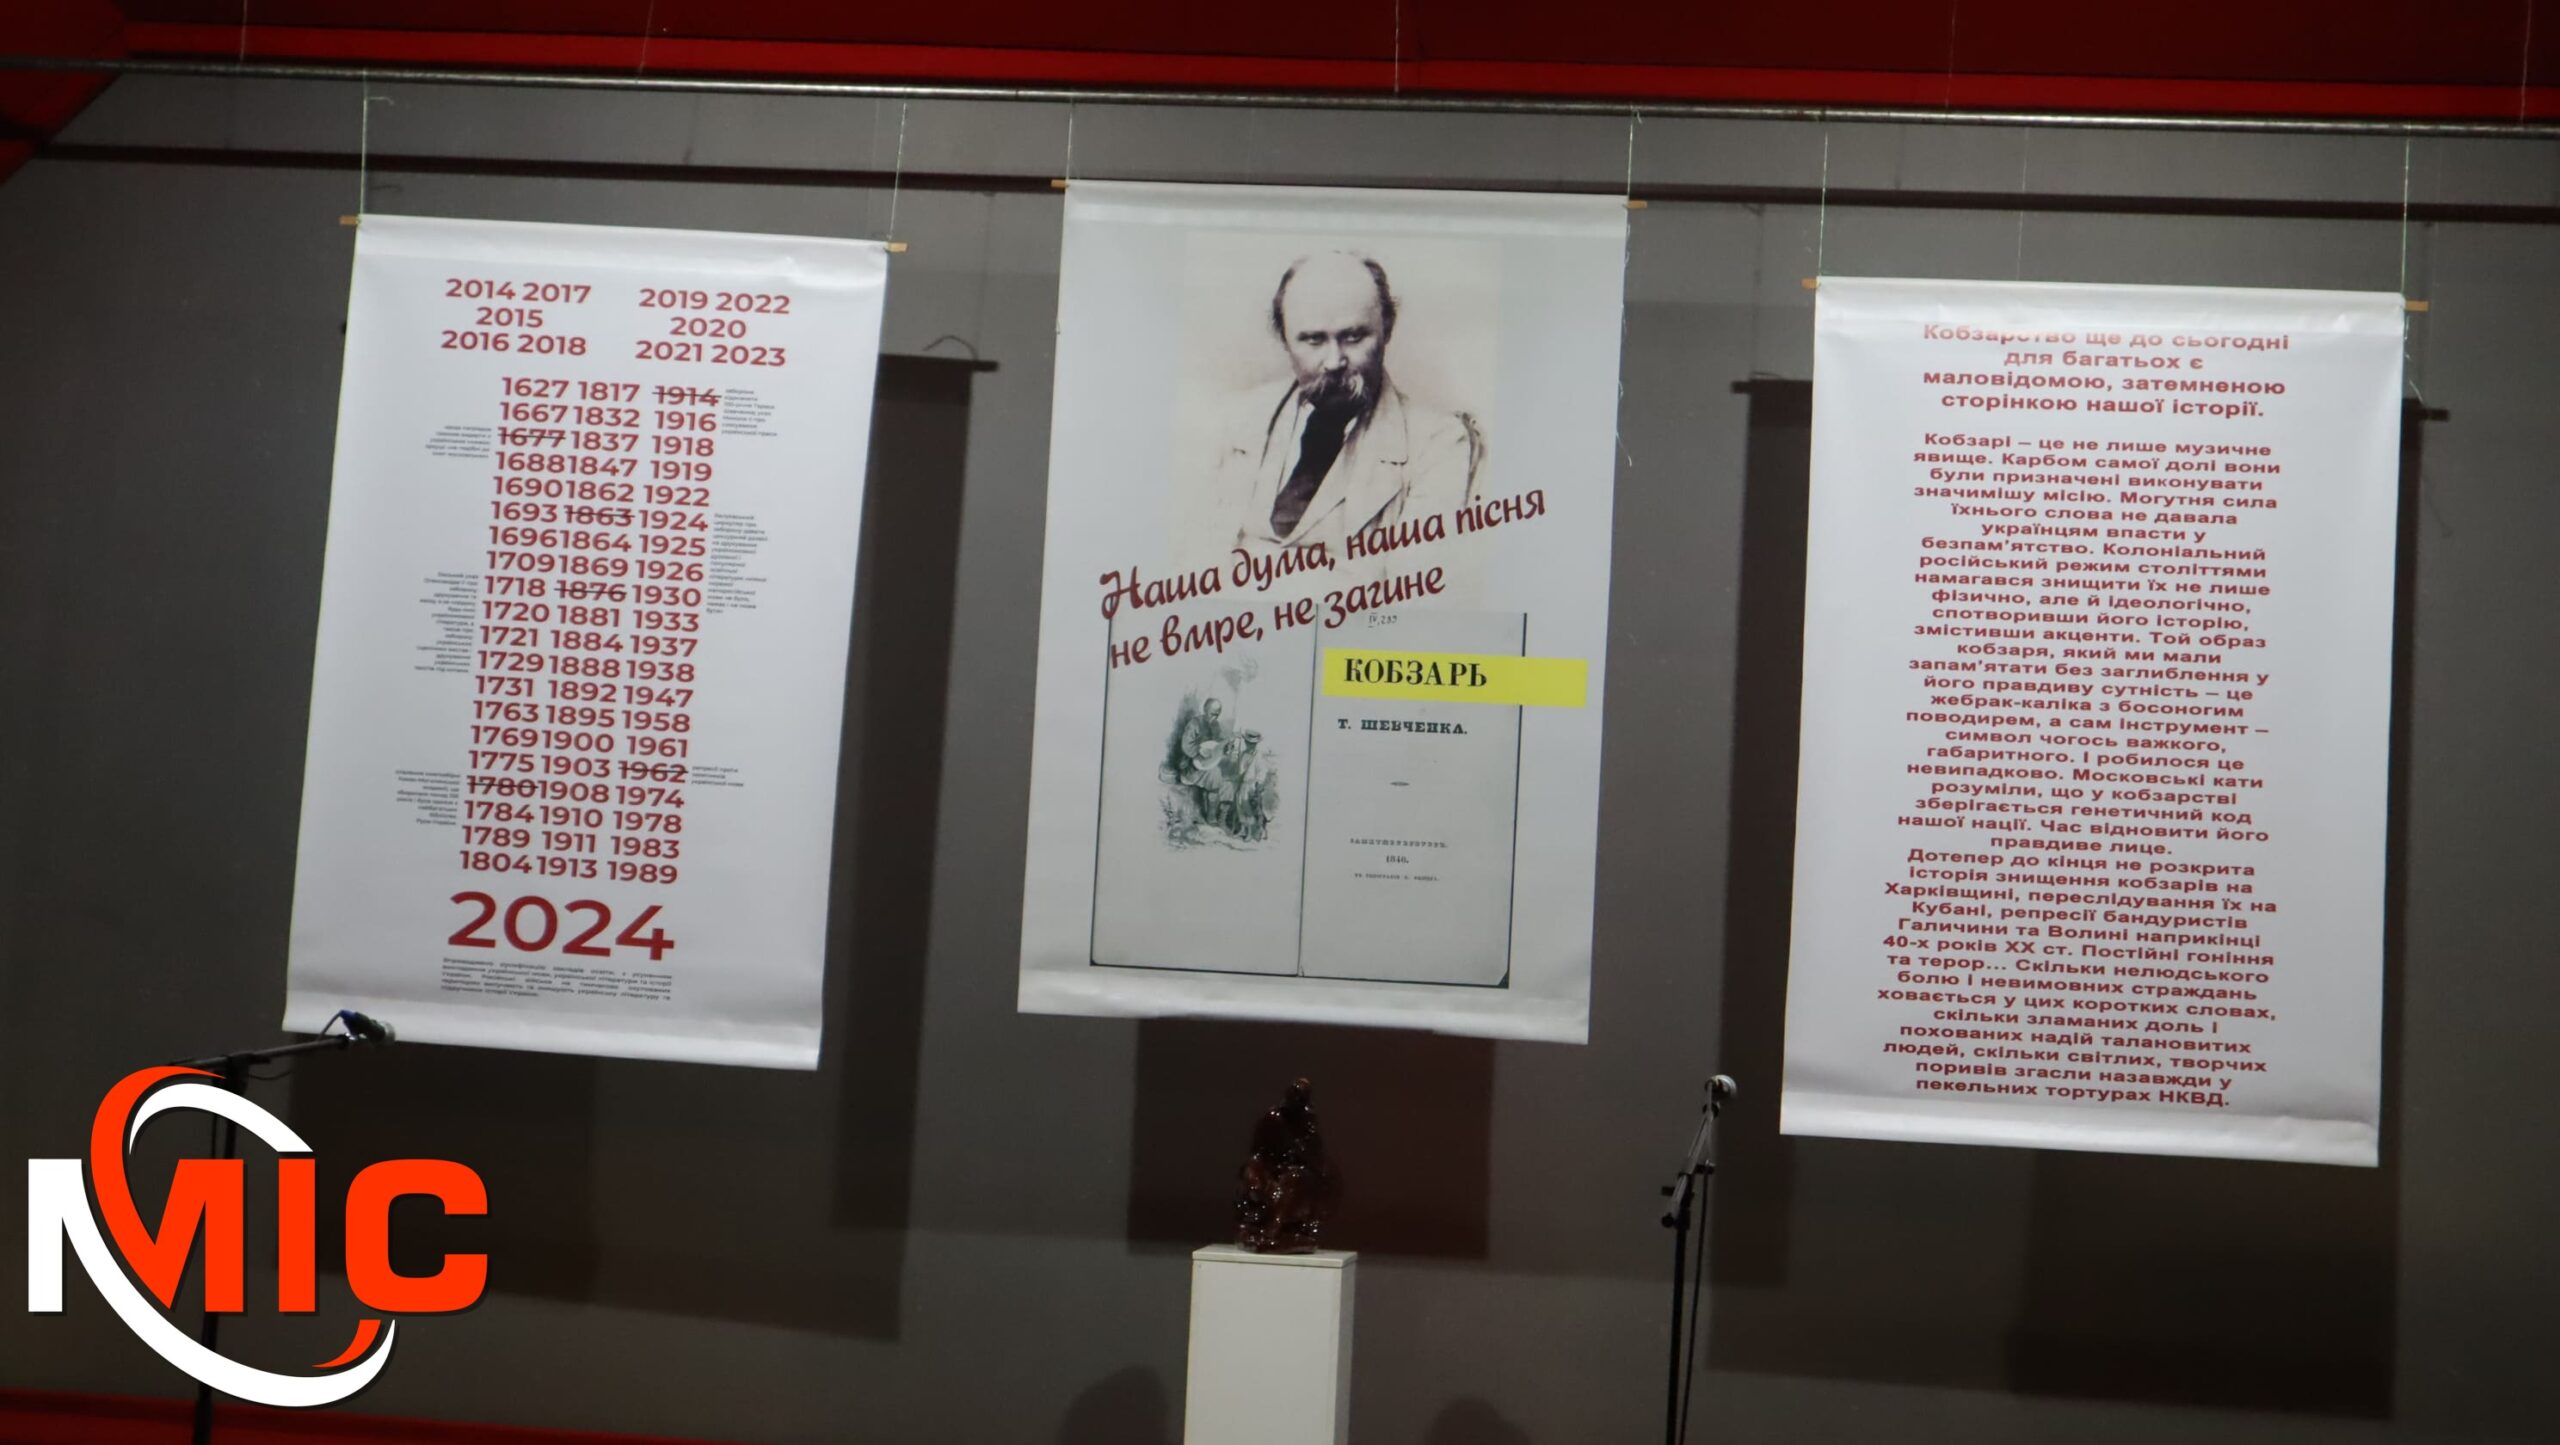 2014 2017 2019 2022
2015 2020
2016 2018 2021 2023
1627 1817 1914
1667 1832 1916
1677 1837 1918
1688 1847 1919
1690 1862 1922
1693 1863 1924
1696 1864 1925
1709 1869 1926
1718 1876 1930
1720 1881 1933
1721 1884 1937
1729 1888 1938
1731 1892 1947
1763 1895 1958
1769 1900 1961
1775 1903 1962
1780 1908 1974
1784 1910 1978
1789 1911 1983
1804 1913 1989
2024
Наша дума, наша пісня
не вмре, не загине
IV,233
КОБЗАРЬ
Т. ШЕВЧЕНКА.
САНКТПЕТЕРБУРГЪ.
1840.
Кобзарство ще до сьогодні
для багатьох є
маловідомою, затемненою
сторінкою нашої історії.
Кобзарі – це не лише музичне
явище. Карбом самої долі вони
були призначені виконувати
значимішу місію. Могутня сила
їхнього слова не давала
українцям впасти у
безпам'ятство. Колоніальний
російський режим століттями
намагався знищити їх не лише
фізично, але й ідеологічно,
спотворивши його історію,
змістивши акценти. Той образ
кобзаря, який ми мали
запам'ятати без заглиблення у
його правдиву сутність – це
жебрак-каліка з босоногим
поводирем, а сам інструмент –
символ чогось важкого,
габаритного. І робилося це
невипадково. Московські кати
розуміли, що у кобзарстві
зберігається генетичний код
нашої нації. Час відновити його
правдиве лице.
Дотепер до кінця не розкрита
історія знищення кобзарів на
Харківщині, переслідування їх на
Кубані, репресії бандуристів
Галичини та Волині наприкінці
40-х років ХХ ст. Постійні гоніння
та терор... Скільки нелюдського
болю і невимовних страждань
ховається у цих коротких словах,
скільки зламаних доль і
похованих надій талановитих
людей, скільки світлих, творчих
поривів згасли назавжди у
пекельних тортурах НКВД.
МІС